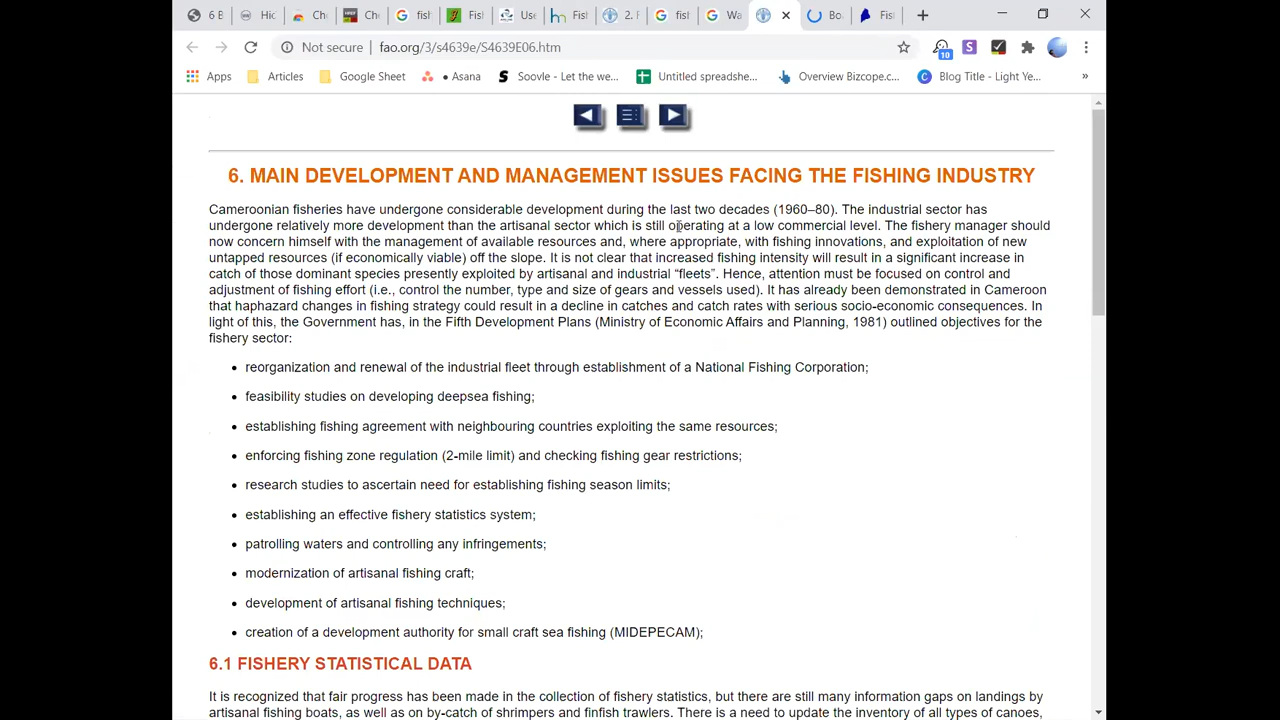 6 B
Hic
Che
Che
fish
Fish
Use
Fish
2. F
fish
Wa
Bo
Fis
Not secure
fao.org/3/s4639e/S4639E06.htm
10
S
Apps
Articles
Google Sheet
• Asana
Soovle - Let the we...
Untitled spreadshe...
Overview Bizcope.c...
Blog Title - Light Ye...
»
6. MAIN DEVELOPMENT AND MANAGEMENT ISSUES FACING THE FISHING INDUSTRY
Cameroonian fisheries have undergone considerable development during the last two decades (1960–80). The industrial sector has
undergone relatively more development than the artisanal sector which is still operating at a low commercial level. The fishery manager should
now concern himself with the management of available resources and, where appropriate, with fishing innovations, and exploitation of new
untapped resources (if economically viable) off the slope. It is not clear that increased fishing intensity will result in a significant increase in
catch of those dominant species presently exploited by artisanal and industrial “fleets”. Hence, attention must be focused on control and
adjustment of fishing effort (i.e., control the number, type and size of gears and vessels used). It has already been demonstrated in Cameroon
that haphazard changes in fishing strategy could result in a decline in catches and catch rates with serious socio-economic consequences. In
light of this, the Government has, in the Fifth Development Plans (Ministry of Economic Affairs and Planning, 1981) outlined objectives for the
fishery sector:
• reorganization and renewal of the industrial fleet through establishment of a National Fishing Corporation;
• feasibility studies on developing deepsea fishing;
• establishing fishing agreement with neighbouring countries exploiting the same resources;
• enforcing fishing zone regulation (2-mile limit) and checking fishing gear restrictions;
• research studies to ascertain need for establishing fishing season limits;
• establishing an effective fishery statistics system;
• patrolling waters and controlling any infringements;
• modernization of artisanal fishing craft;
• development of artisanal fishing techniques;
• creation of a development authority for small craft sea fishing (MIDEPECAM);
6.1 FISHERY STATISTICAL DATA
It is recognized that fair progress has been made in the collection of fishery statistics, but there are still many information gaps on landings by
artisanal fishing boats, as well as on by-catch of shrimpers and finfish trawlers. There is a need to update the inventory of all types of canoes,